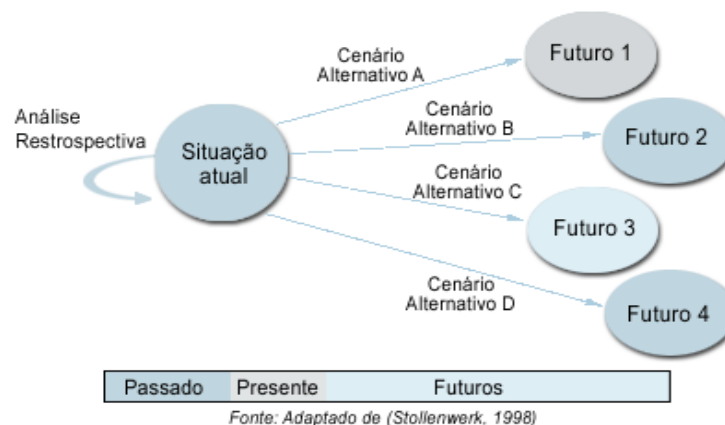 Cenário
Alternativo A
Futuro 1
Análise
Restrospectiva
Situação
atual
Cenário
Alternativo B
Futuro 2
Cenário
Alternativo C
Futuro 3
Cenário
Alternativo D
Futuro 4
Passado
Presente
Futuros
Fonte: Adaptado de (Stollenwerk, 1998)